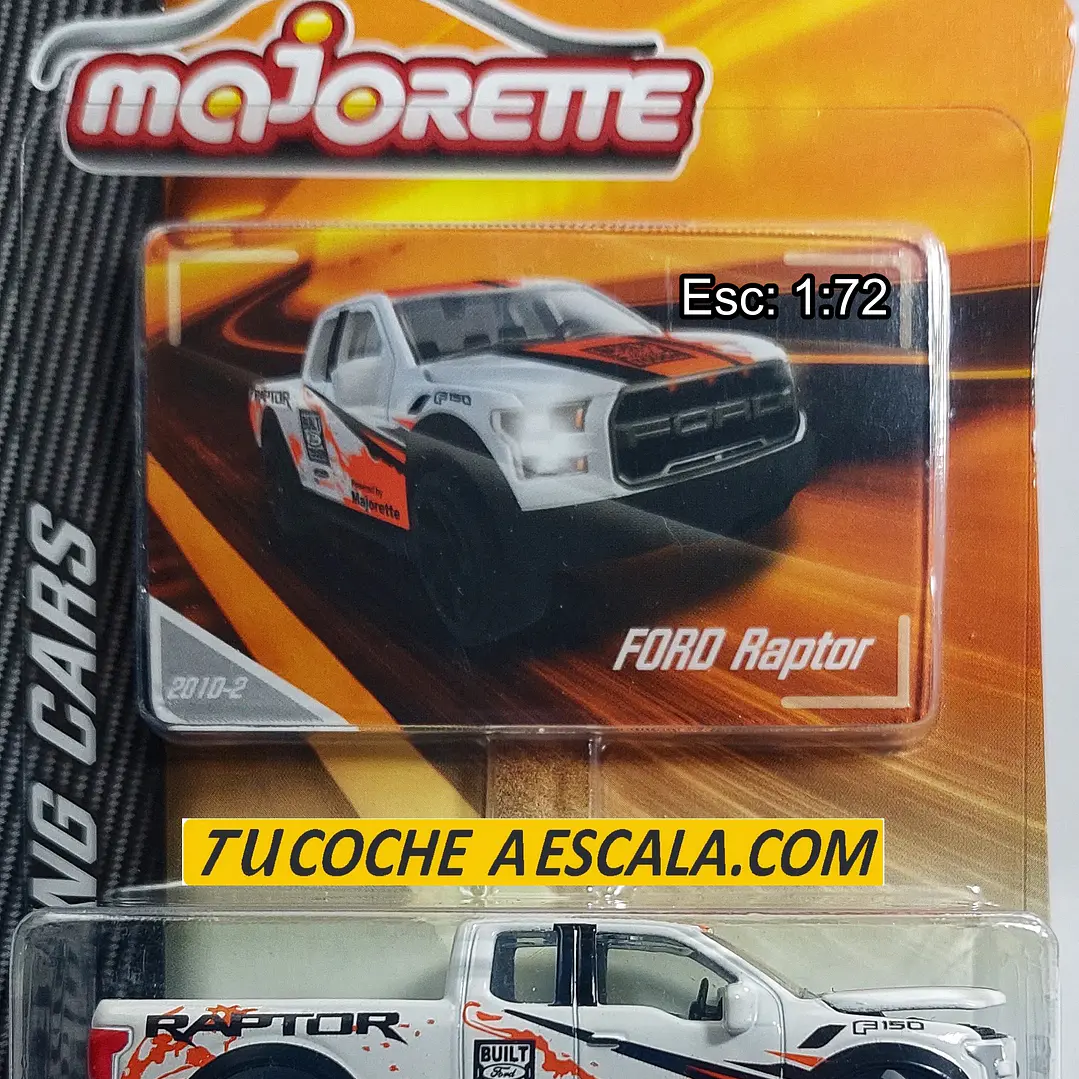 MAJORETTE
Esc: 1:72
RAPTOR
F150
FORD
BUILT
Powered by
Majorette
FORD Raptor
2010-2
NG CARS
TUCOCHE AESCALA.COM
RAPTOR
F150
BUILT
Ford